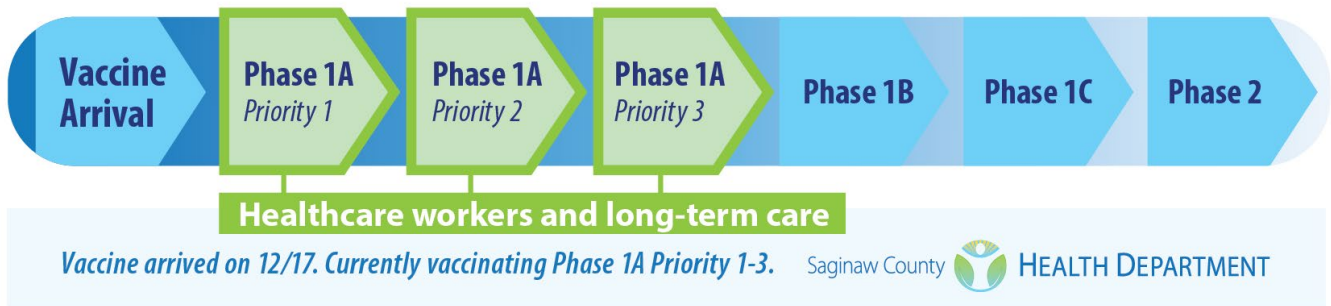 Vaccine
Arrival
Phase 1A
Priority 1
Phase 1A
Priority 2
Phase 1A
Priority 3
Phase 1B
Phase 1C
Phase 2
Healthcare workers and long-term care
Vaccine arrived on 12/17. Currently vaccinating Phase 1A Priority 1-3.
Saginaw County HEALTH DEPARTMENT